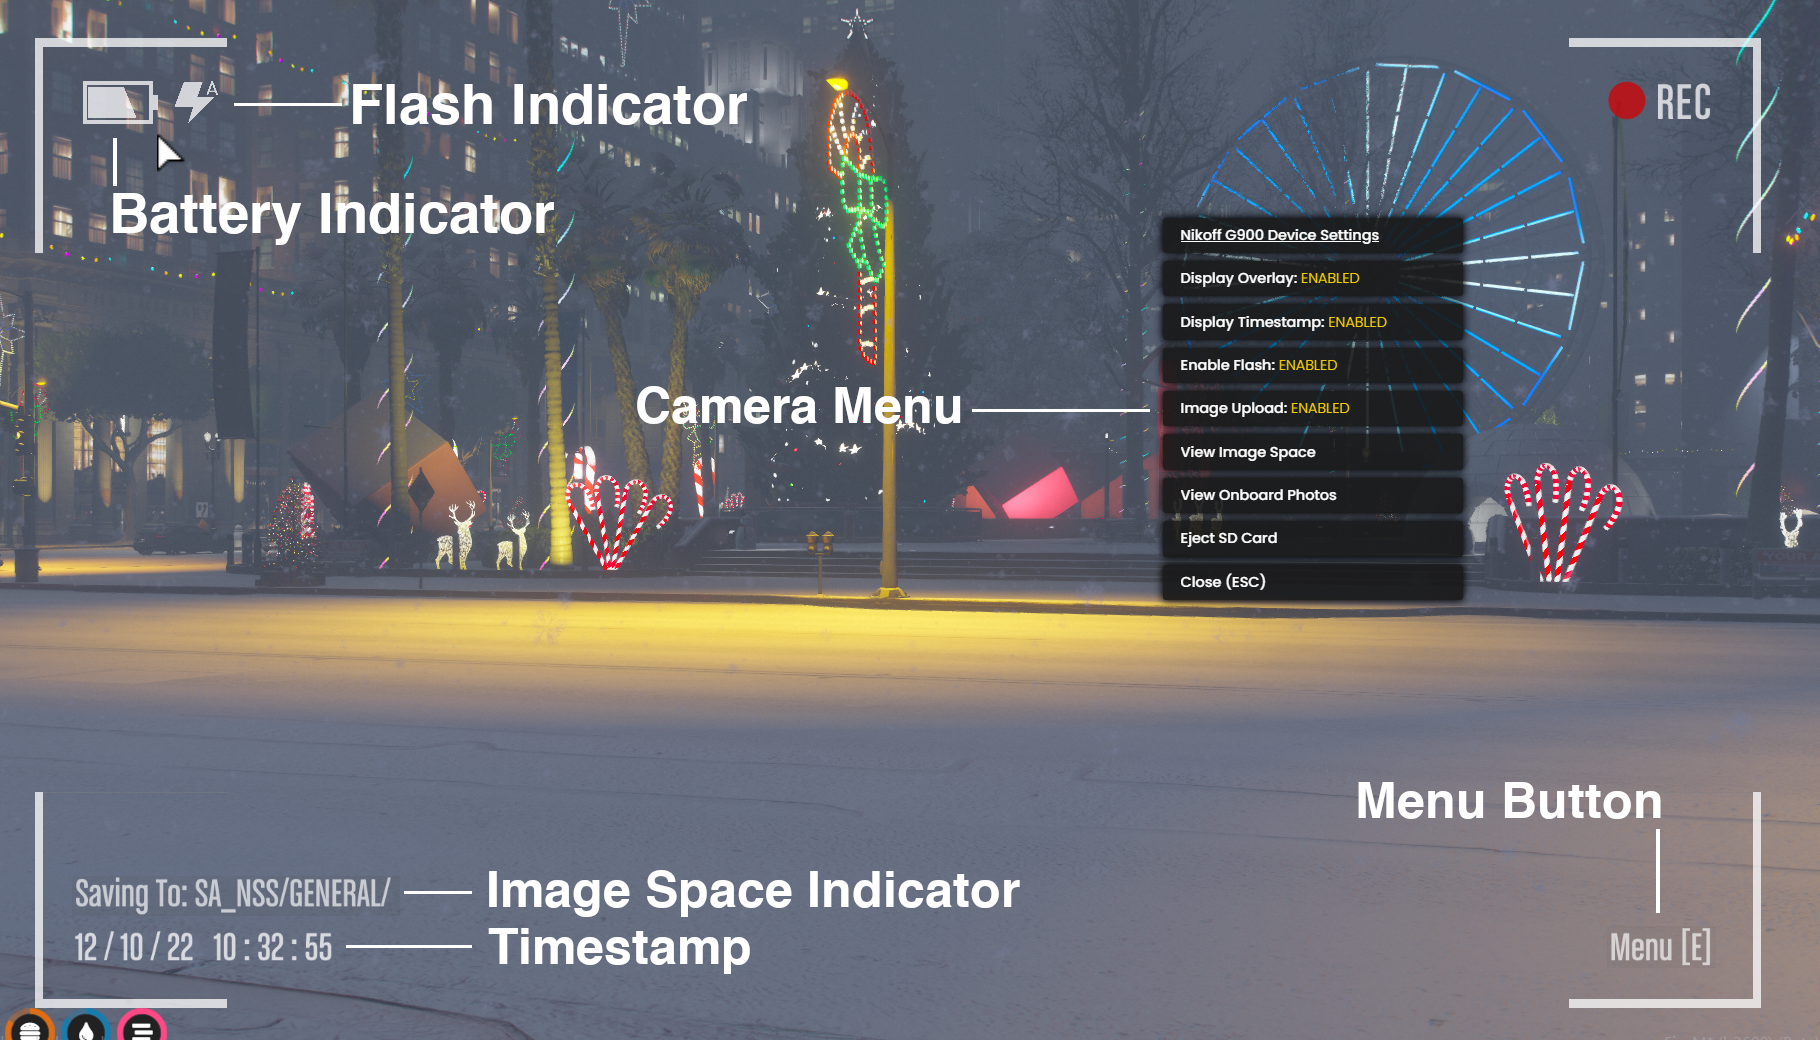 A
Flash Indicator
REC
Battery Indicator
Nikoff G900 Device Settings
Display Overlay: ENABLED
Display Timestamp: ENABLED
Enable Flash: ENABLED
Camera Menu
Image Upload: ENABLED
View Image Space
View Onboard Photos
Eject SD Card
Close (ESC)
Menu Button
Saving To: SA_NSS/GENERAL/
Image Space Indicator
12 / 10 / 22 10 : 32 : 55
Timestamp
Menu [E]